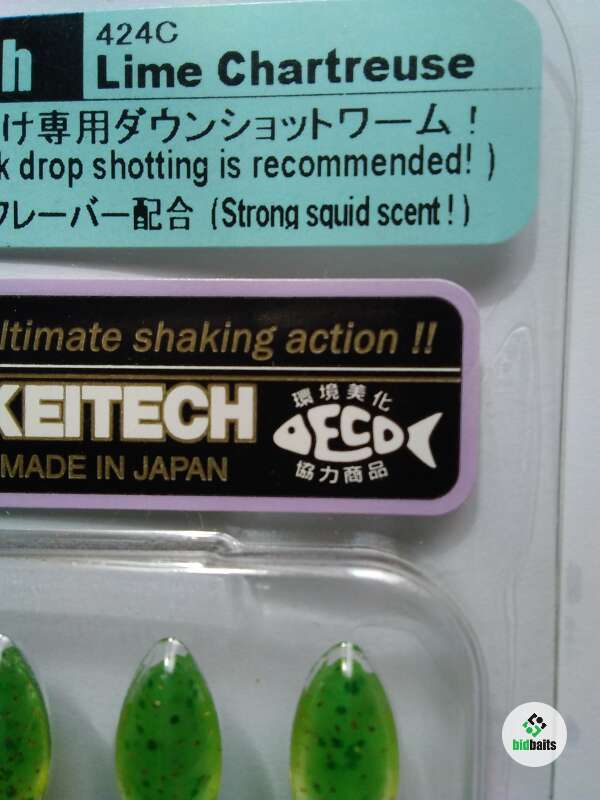 424C
h Lime Chartreuse
け専用ダウンショットワーム！
k drop shotting is recommended! )
フレーバー配合 (Strong squid scent! )
ltimate shaking action !!
KEITECH
MADE IN JAPAN
環境美化
ECO
協力商品
bidbaits